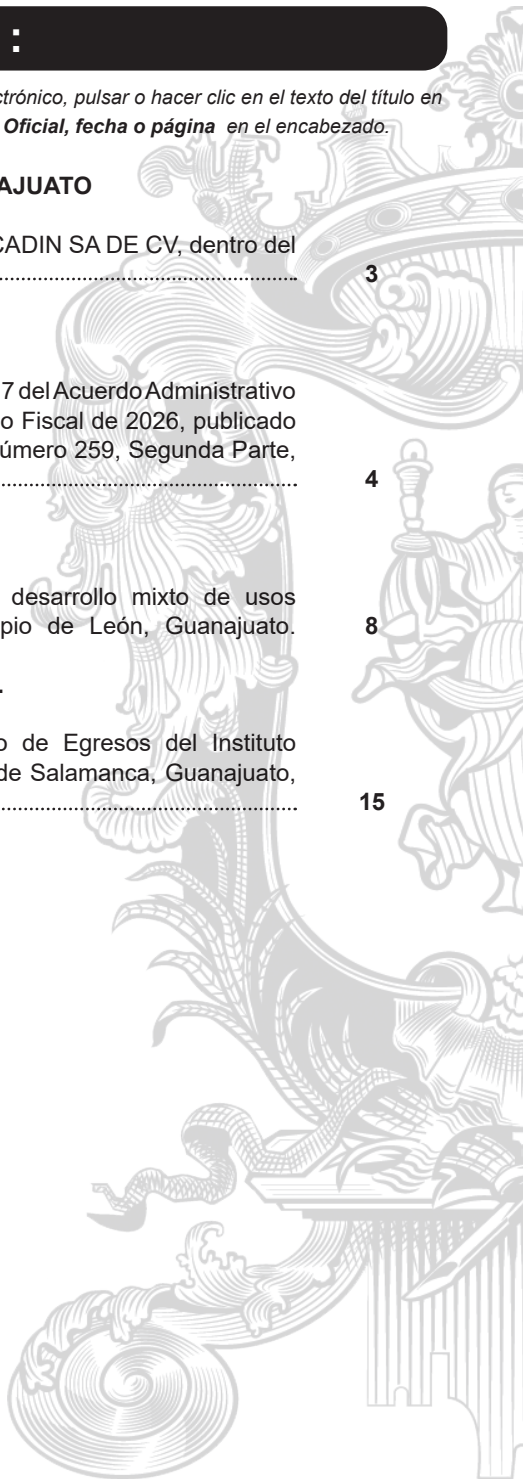 :
ctrónico, pulsar o hacer clic en el texto del título en
Oficial, fecha o página en el encabezado.
AJUATO
CADIN SA DE CV, dentro del
3
7 del Acuerdo Administrativo
o Fiscal de 2026, publicado
úmero 259, Segunda Parte,
4
desarrollo mixto de usos
pio de León, Guanajuato. 8
o de Egresos del Instituto
de Salamanca, Guanajuato,
15